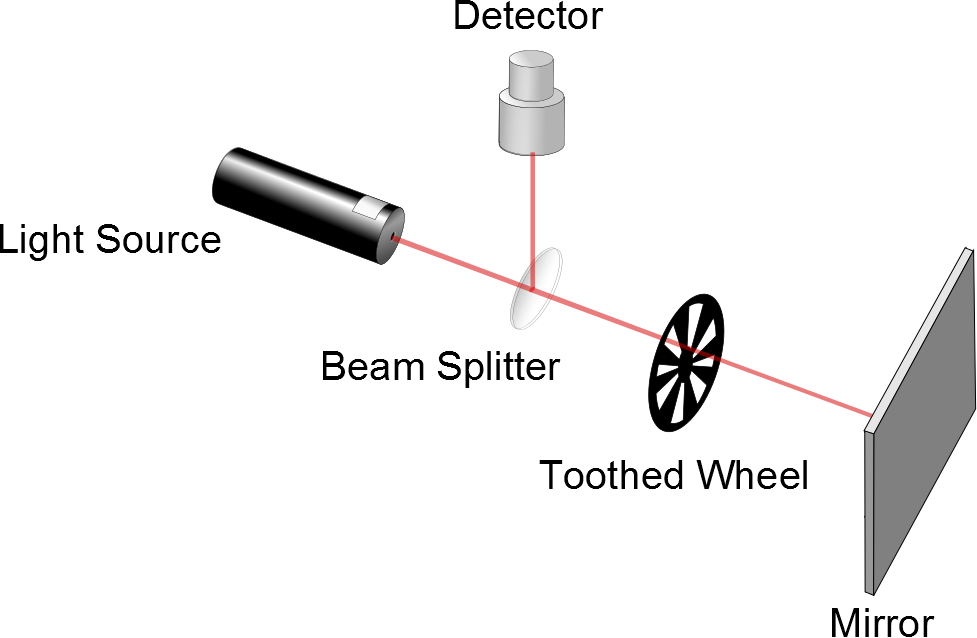 Detector
Light Source
Beam Splitter
Toothed Wheel
Mirror